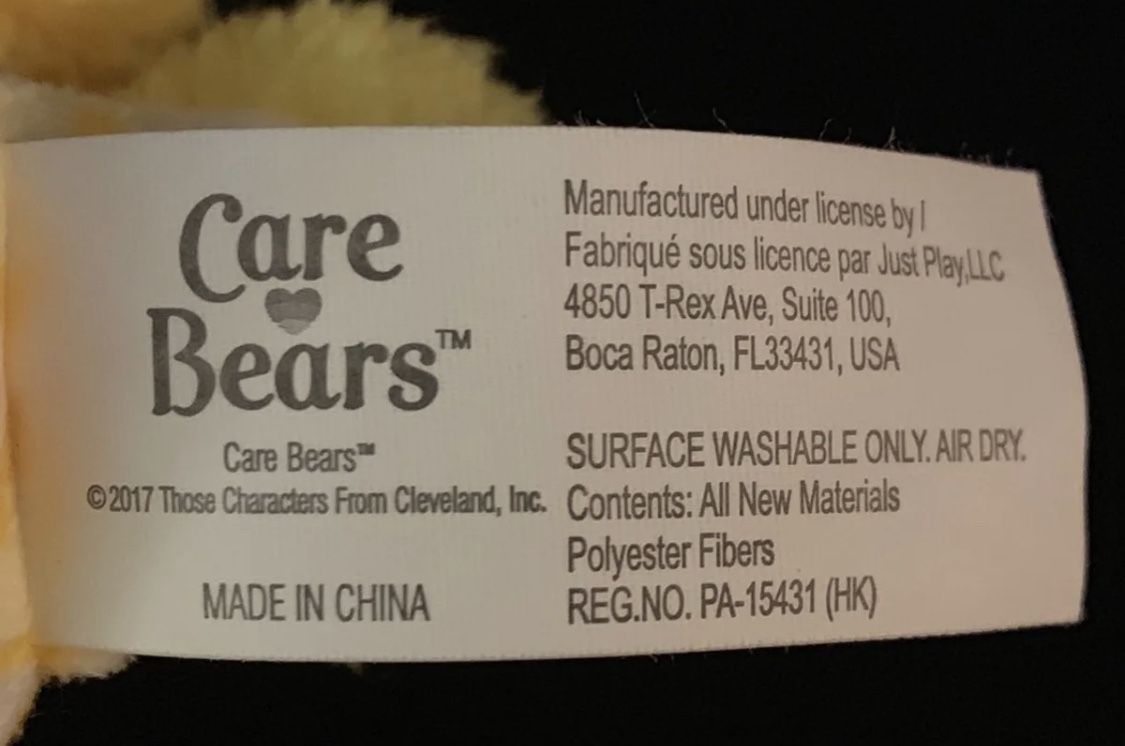 Care
Bears™
Care Bears™
©2017 Those Characters From Cleveland, Inc.
MADE IN CHINA
Manufactured under license by /
Fabriqué sous licence par Just Play,LLC
4850 T-Rex Ave, Suite 100,
Boca Raton, FL33431, USA
SURFACE WASHABLE ONLY. AIR DRY.
Contents: All New Materials
Polyester Fibers
REG.NO. PA-15431 (HK)